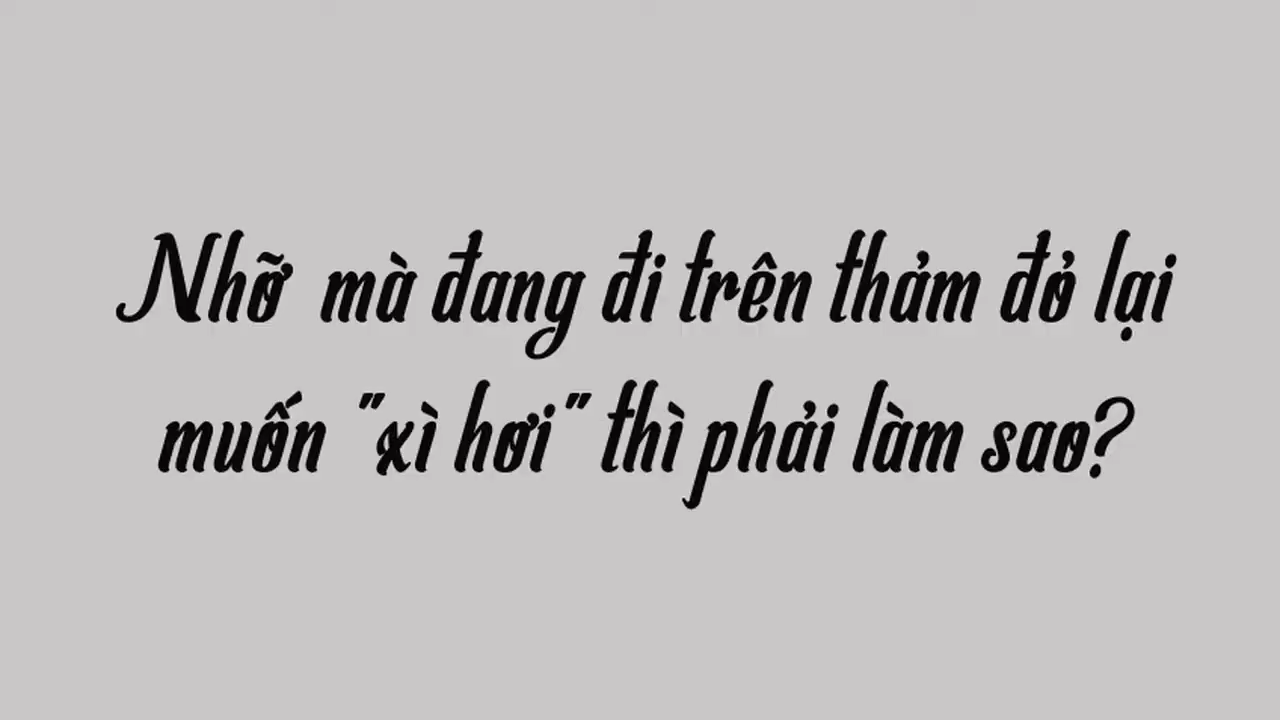 Nhỡ mà đang đi trên thảm đỏ lại
muốn "xì hơi" thì phải làm sao?